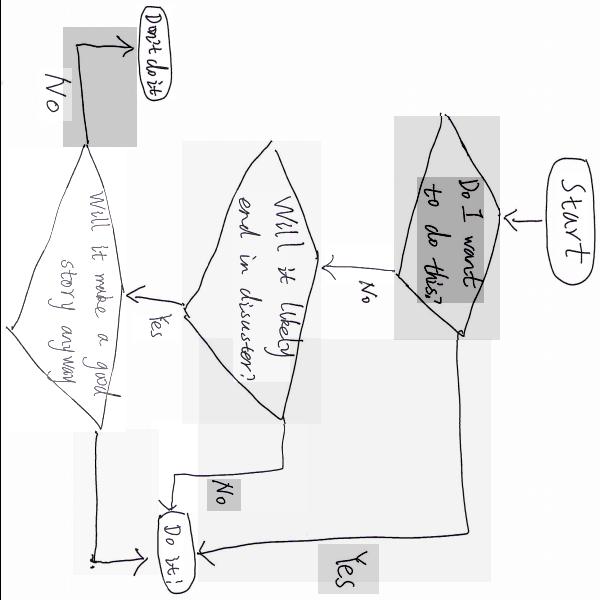 Start
Do I want
to do this?
Yes
No
Will it likely
end in disaster?
No
Yes
Will it make a good
story anyway
No
Don't do it
Do it!